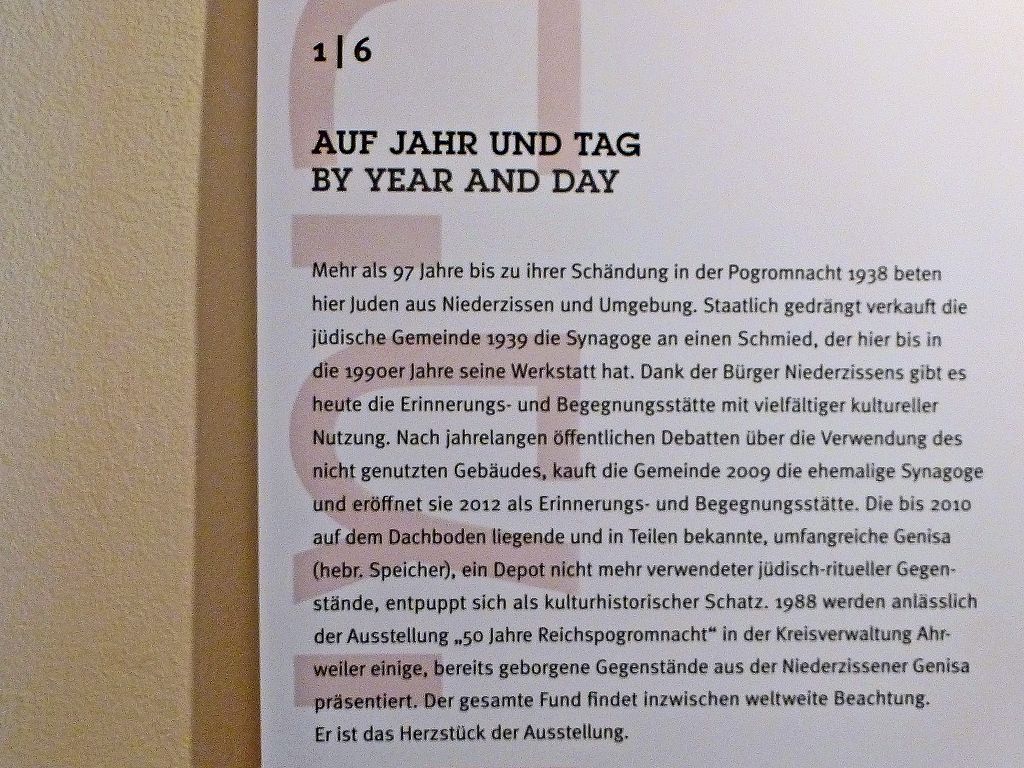 1 | 6
AUF JAHR UND TAG
BY YEAR AND DAY
Mehr als 97 Jahre bis zu ihrer Schändung in der Pogromnacht 1938 beten
hier Juden aus Niederzissen und Umgebung. Staatlich gedrängt verkauft die
jüdische Gemeinde 1939 die Synagoge an einen Schmied, der hier bis in
die 1990er Jahre seine Werkstatt hat. Dank der Bürger Niederzissens gibt es
heute die Erinnerungs- und Begegnungsstätte mit vielfältiger kultureller
Nutzung. Nach jahrelangen öffentlichen Debatten über die Verwendung des
nicht genutzten Gebäudes, kauft die Gemeinde 2009 die ehemalige Synagoge
und eröffnet sie 2012 als Erinnerungs- und Begegnungsstätte. Die bis 2010
auf dem Dachboden liegende und in Teilen bekannte, umfangreiche Genisa
(hebr. Speicher), ein Depot nicht mehr verwendeter jüdisch-ritueller Gegen-
stände, entpuppt sich als kulturhistorischer Schatz. 1988 werden anlässlich
der Ausstellung „50 Jahre Reichspogromnacht“ in der Kreisverwaltung Ahr-
weiler einige, bereits geborgene Gegenstände aus der Niederzissener Genisa
präsentiert. Der gesamte Fund findet inzwischen weltweite Beachtung.
Er ist das Herzstück der Ausstellung.